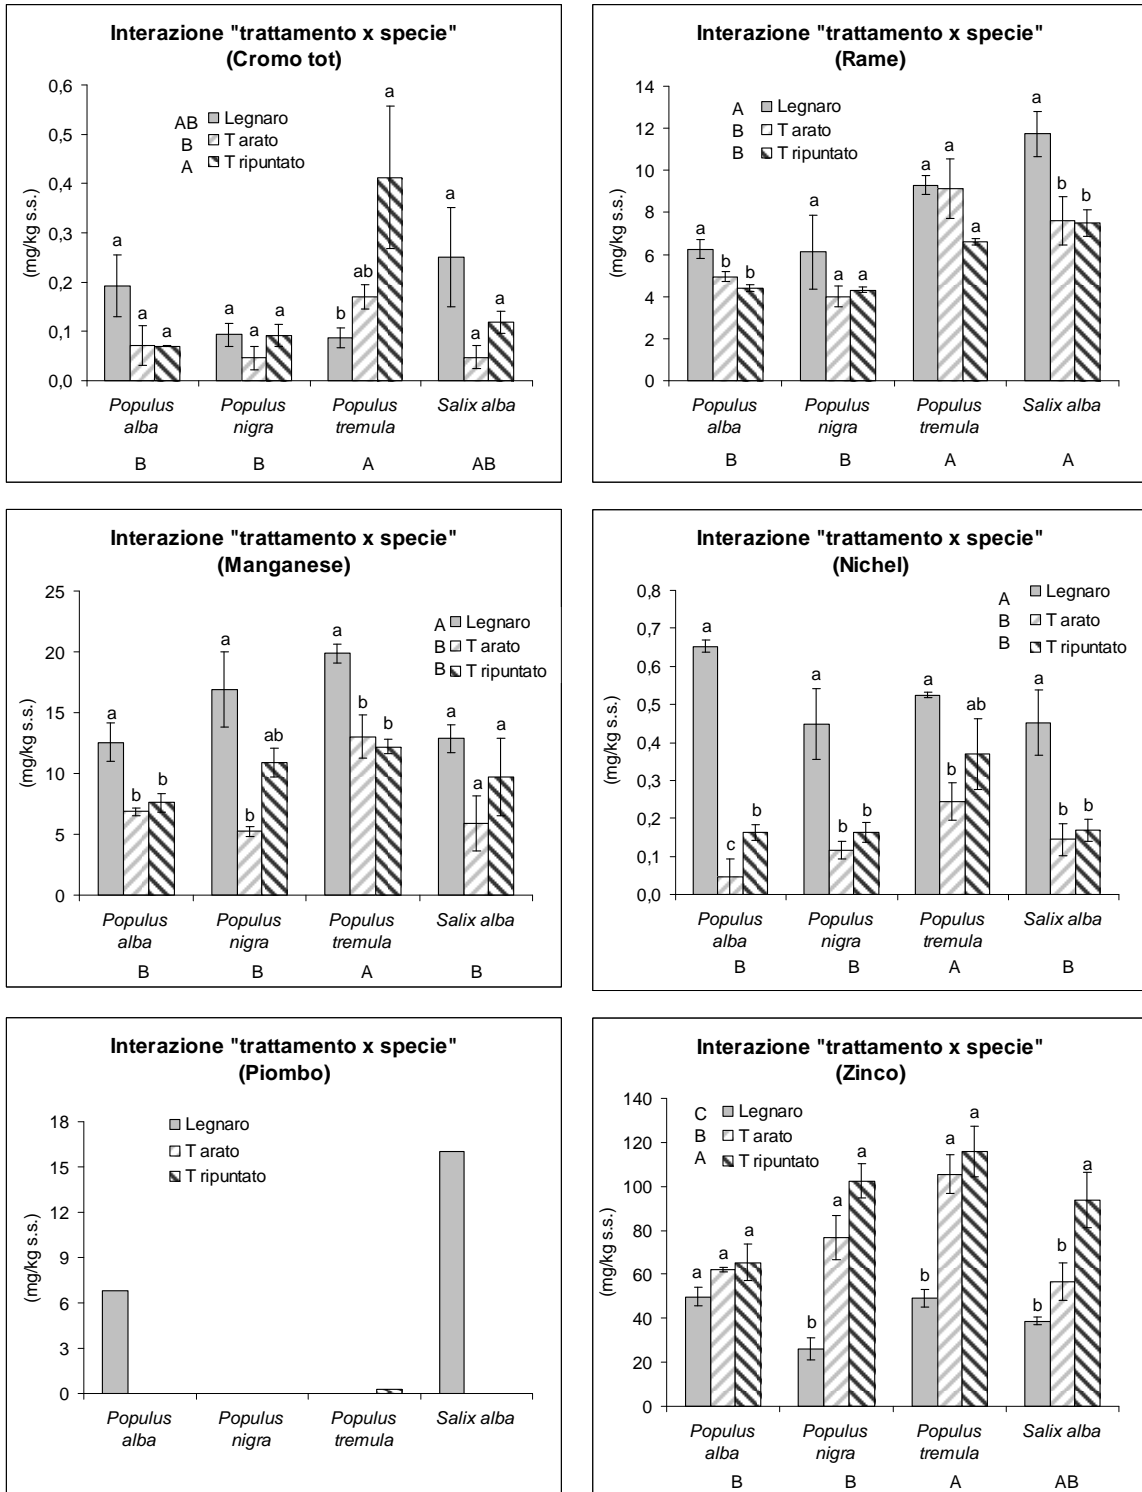 Interazione "trattamento x specie"
(Cromo tot)
0,6
0,5
0,4
0,3
0,2
0,1
0,0
(mg/kg s.s.)
AB Legnaro
B T arato
A T ripuntato
a a a
a a a
b ab a
a a a
Populus alba
Populus nigra
Populus tremula
Salix alba
B B A AB
Interazione "trattamento x specie"
(Rame)
14
12
10
8
6
4
2
0
(mg/kg s.s.)
A Legnaro
B T arato
B T ripuntato
a b b
a a a
a a a
a b b
Populus alba
Populus nigra
Populus tremula
Salix alba
B B A A
Interazione "trattamento x specie"
(Manganese)
25
20
15
10
5
0
(mg/kg s.s.)
A Legnaro
B T arato
B T ripuntato
a b b
a b ab
a b b
a a a
Populus alba
Populus nigra
Populus tremula
Salix alba
B B A B
Interazione "trattamento x specie"
(Nichel)
0,8
0,7
0,6
0,5
0,4
0,3
0,2
0,1
0,0
(mg/kg s.s.)
A Legnaro
B T arato
B T ripuntato
a c b
a b b
a b ab
a b b
Populus alba
Populus nigra
Populus tremula
Salix alba
B B A B
Interazione "trattamento x specie"
(Piombo)
18
15
12
9
6
3
0
(mg/kg s.s.)
Legnaro
T arato
T ripuntato
Populus alba
Populus nigra
Populus tremula
Salix alba
Interazione "trattamento x specie"
(Zinco)
140
120
100
80
60
40
20
0
(mg/kg s.s.)
C Legnaro
B T arato
A T ripuntato
a a a
b a a
b a a
b b a
Populus alba
Populus nigra
Populus tremula
Salix alba
B B A AB